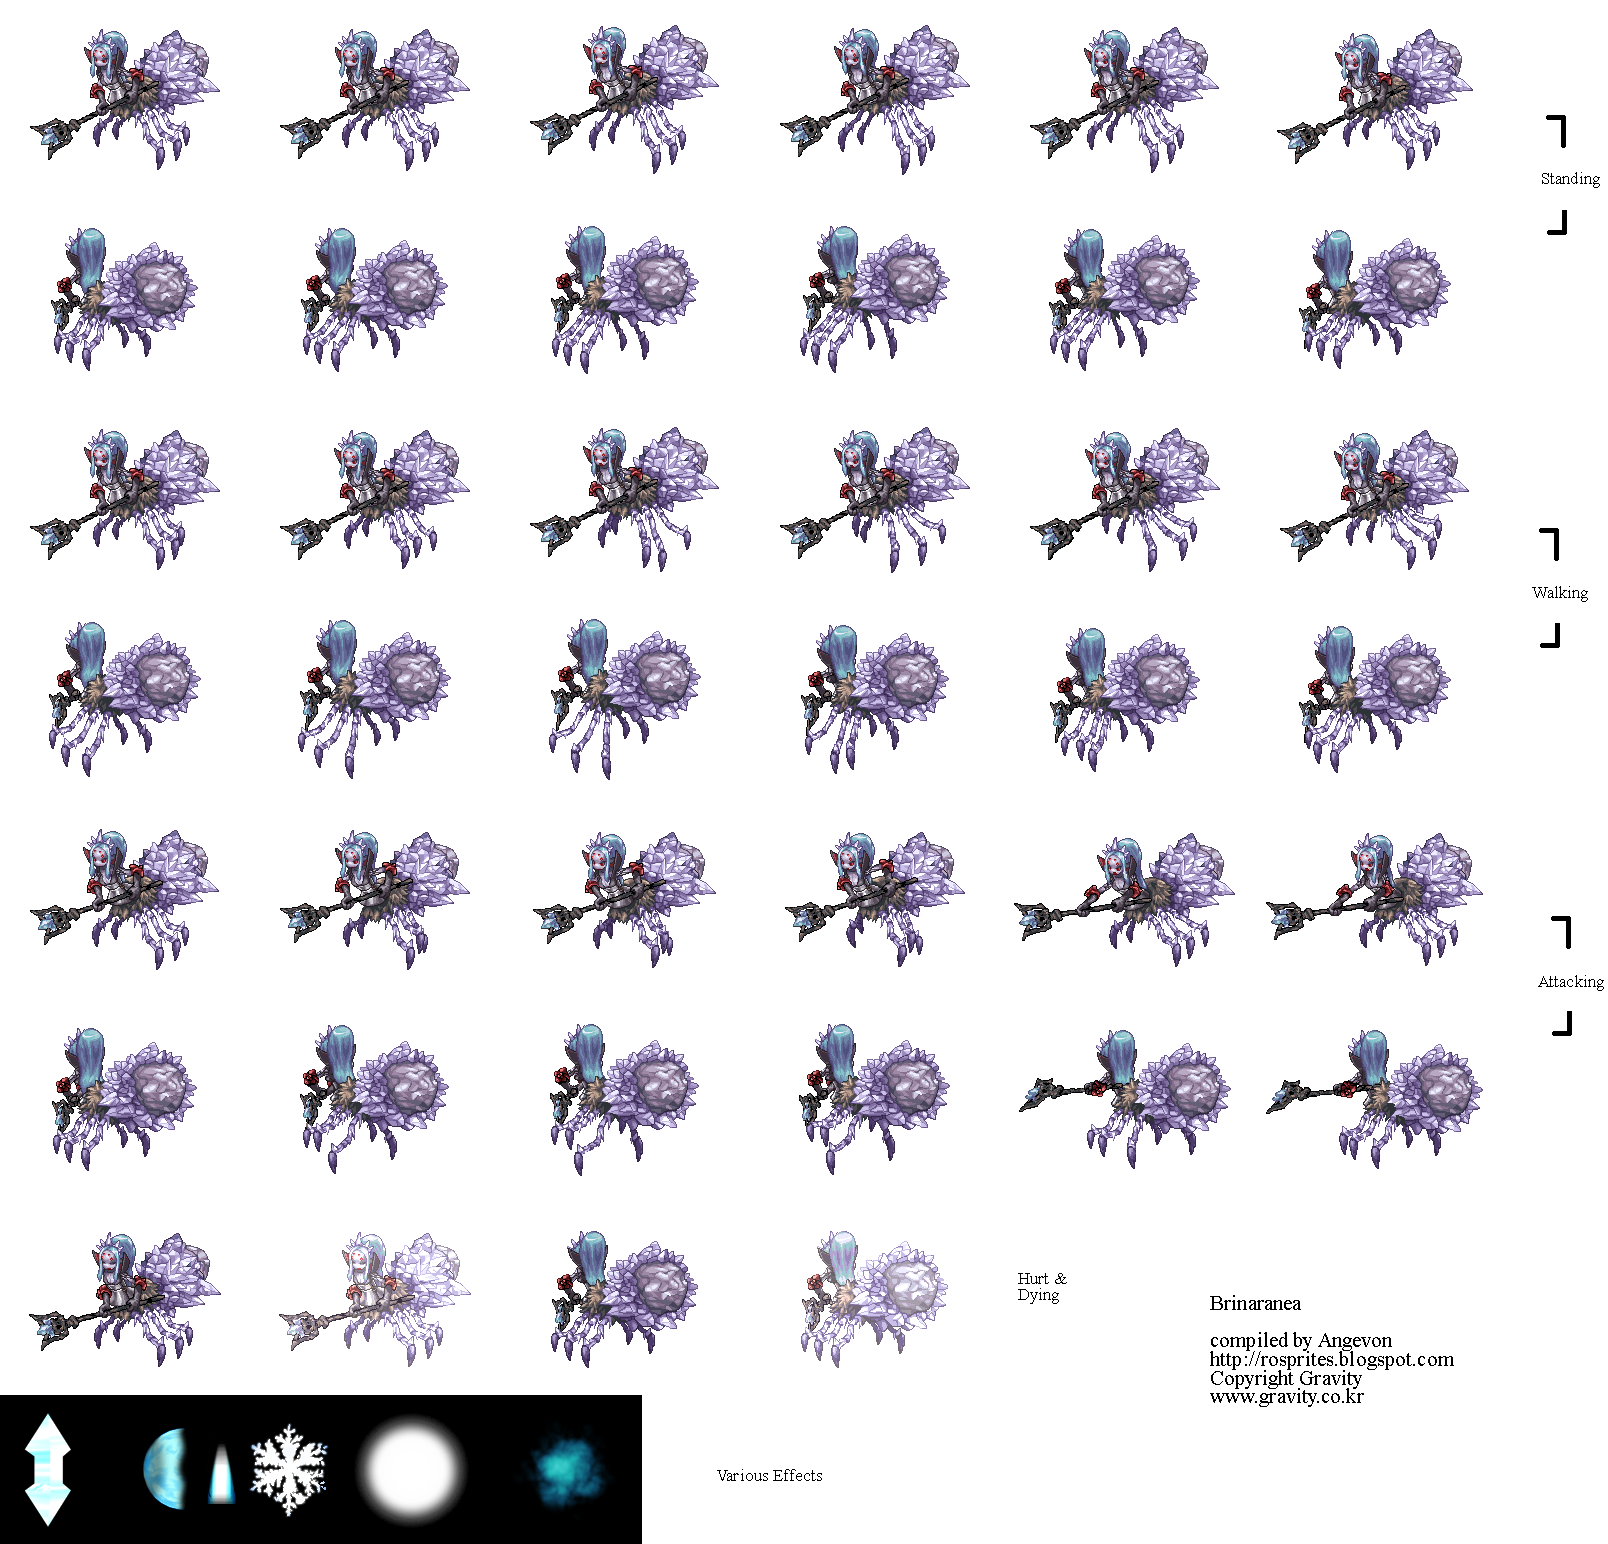 Standing
Walking
Attacking
Hurt &
Dying
Brinaranea
compiled by Angevon
http://rosprites.blogspot.com
Copyright Gravity
www.gravity.co.kr
Various Effects